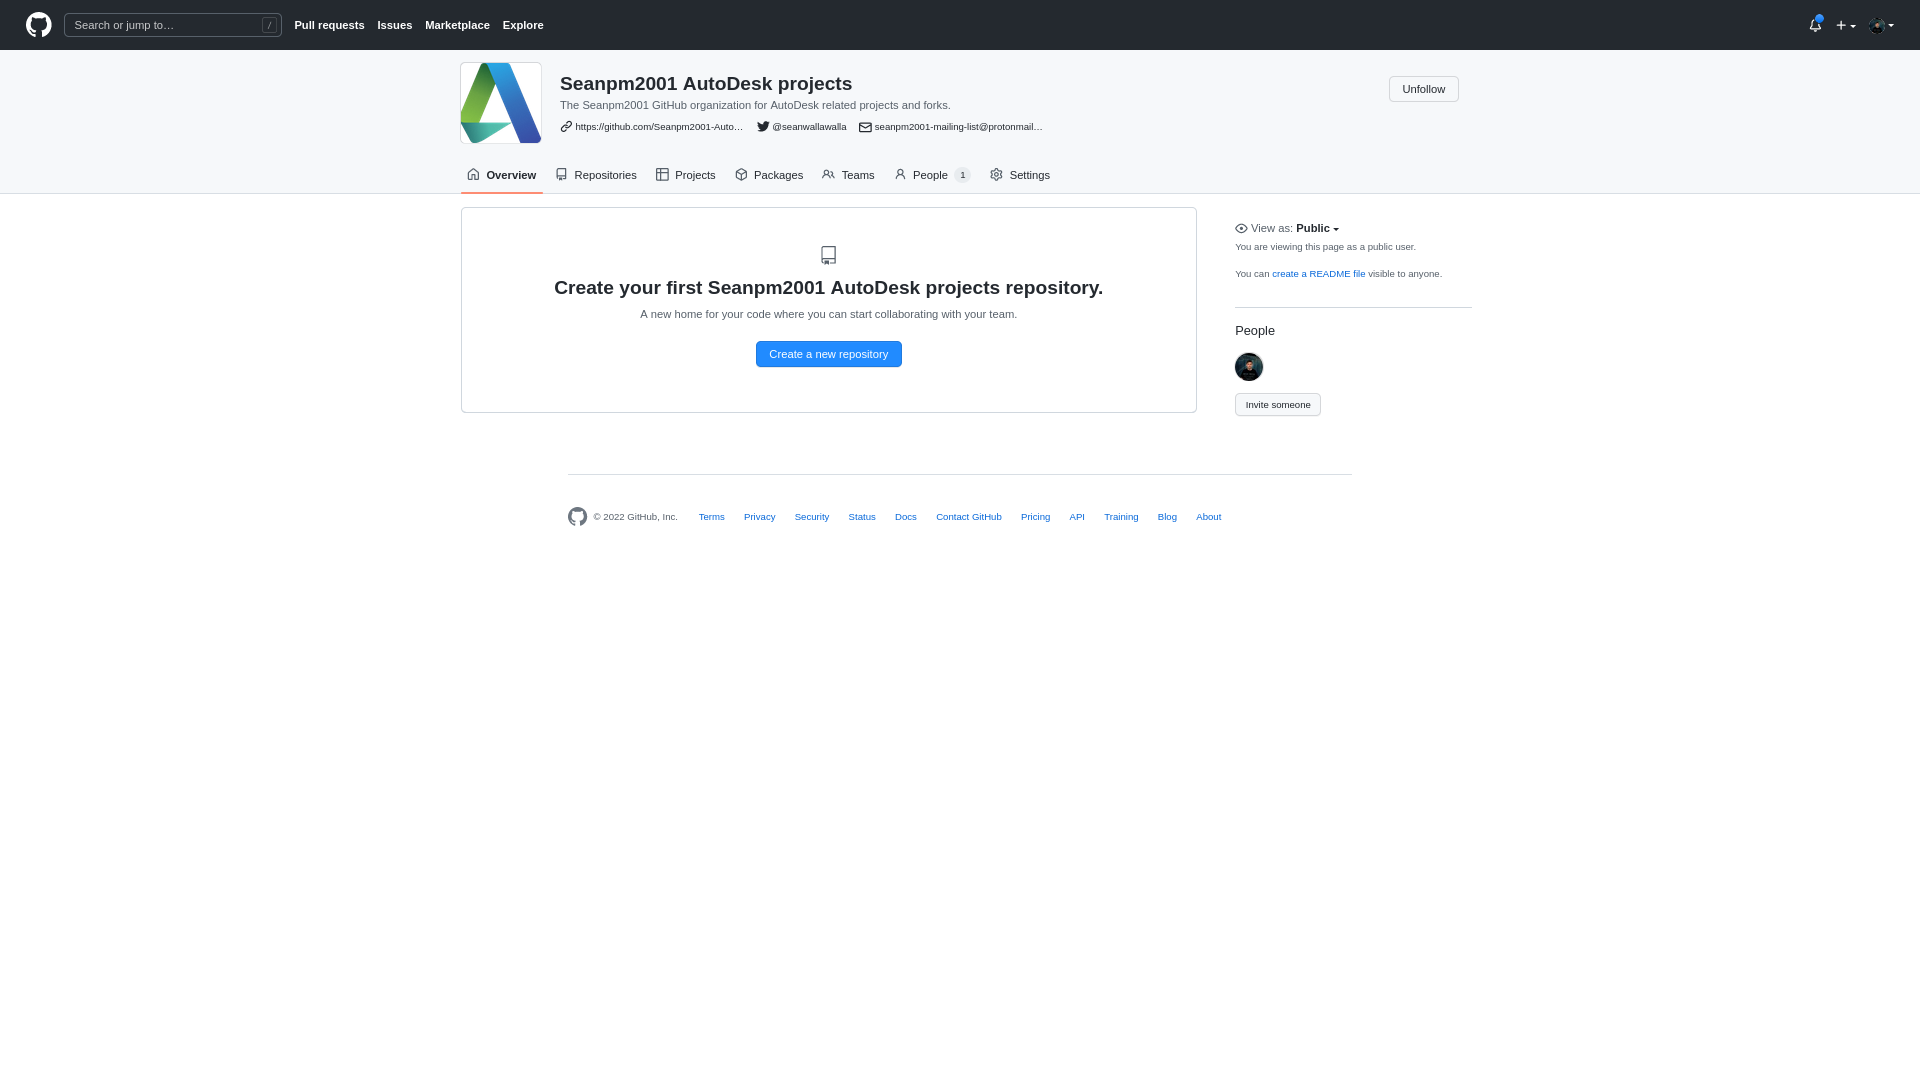 Search or jump to…
/
Pull requests
Issues
Marketplace
Explore
Seanpm2001 AutoDesk projects
The Seanpm2001 GitHub organization for AutoDesk related projects and forks.
https://github.com/Seanpm2001-Auto…
@seanwallawalla
seanpm2001-mailing-list@protonmail…
Unfollow
Overview
Repositories
Projects
Packages
Teams
People 1
Settings
Create your first Seanpm2001 AutoDesk projects repository.
A new home for your code where you can start collaborating with your team.
Create a new repository
View as: Public
You are viewing this page as a public user.
You can create a README file visible to anyone.
People
Invite someone
© 2022 GitHub, Inc.
Terms
Privacy
Security
Status
Docs
Contact GitHub
Pricing
API
Training
Blog
About